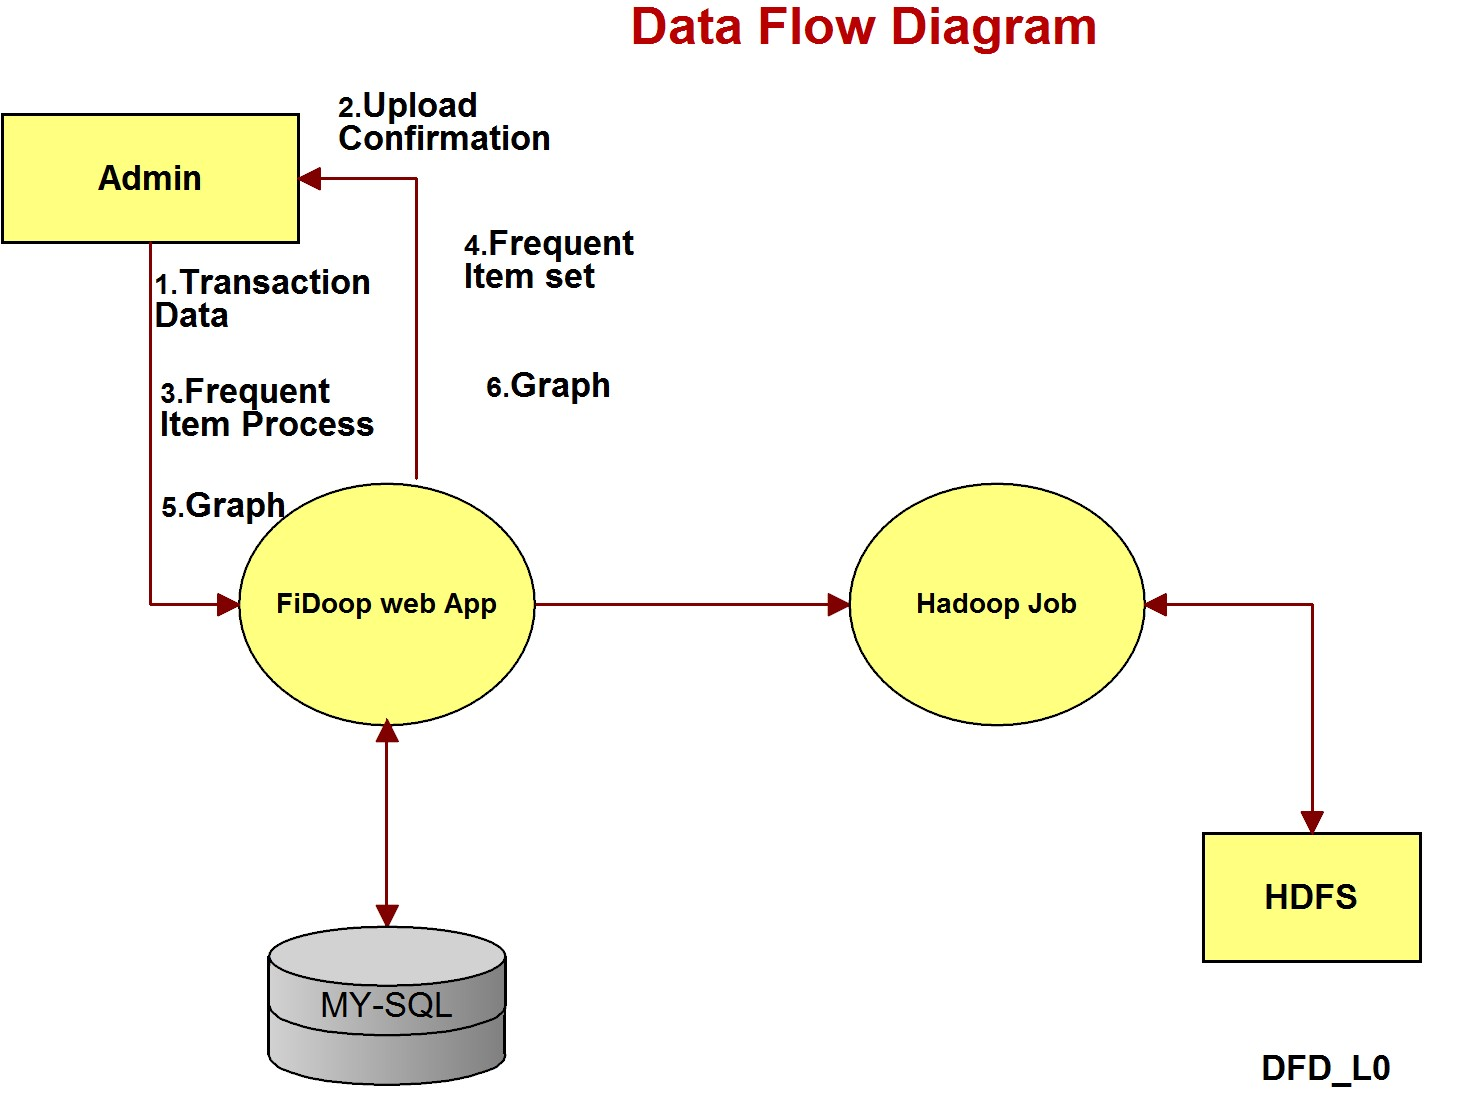 Data Flow Diagram
2.Upload
Confirmation
Admin
4.Frequent
Item set
1.Transaction
Data
6.Graph
3.Frequent
Item Process
5.Graph
FiDoop web App
Hadoop Job
HDFS
MY-SQL
DFD_L0